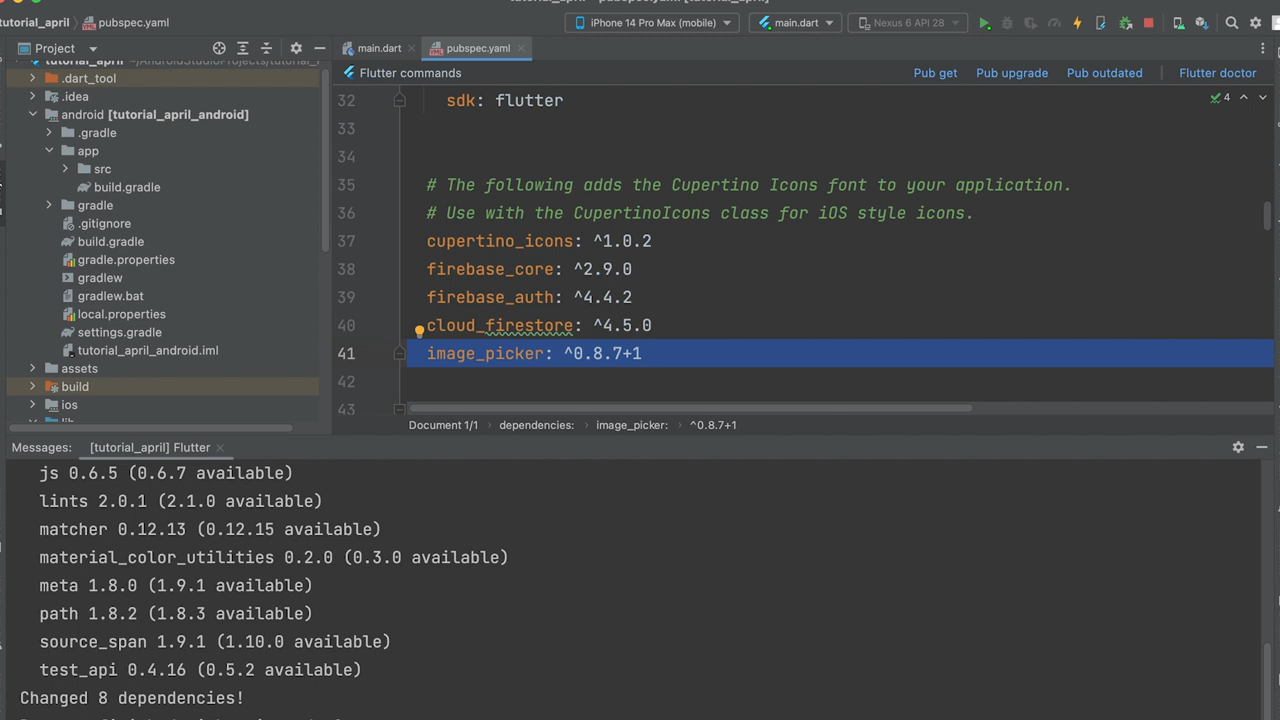 tutorial_april
pubspec.yaml
iPhone 14 Pro Max (mobile)
main.dart
Nexus 6 API 28
Project
main.dart
pubspec.yaml
tutorial_april
.dart_tool
.idea
android [tutorial_april_android]
.gradle
app
src
build.gradle
gradle
.gitignore
build.gradle
gradle.properties
gradlew
gradlew.bat
local.properties
settings.gradle
tutorial_april_android.iml
assets
build
ios
lib
Flutter commands
Pub get
Pub upgrade
Pub outdated
Flutter doctor
4
32 sdk: flutter
33
34
35 # The following adds the Cupertino Icons font to your application.
36 # Use with the CupertinoIcons class for iOS style icons.
37 cupertino_icons: ^1.0.2
38 firebase_core: ^2.9.0
39 firebase_auth: ^4.4.2
40 cloud_firestore: ^4.5.0
41 image_picker: ^0.8.7+1
42
43
Document 1/1 › dependencies: › image_picker: › ^0.8.7+1
Messages: [tutorial_april] Flutter
js 0.6.5 (0.6.7 available)
lints 2.0.1 (2.1.0 available)
matcher 0.12.13 (0.12.15 available)
material_color_utilities 0.2.0 (0.3.0 available)
meta 1.8.0 (1.9.1 available)
path 1.8.2 (1.8.3 available)
source_span 1.9.1 (1.10.0 available)
test_api 0.4.16 (0.5.2 available)
Changed 8 dependencies!